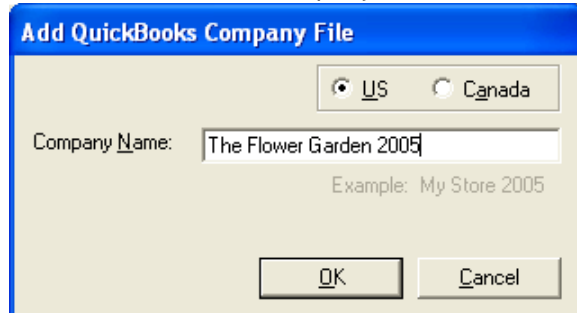 Add QuickBooks Company File
US Canada
Company Name: The Flower Garden 2005
Example: My Store 2005
OK Cancel